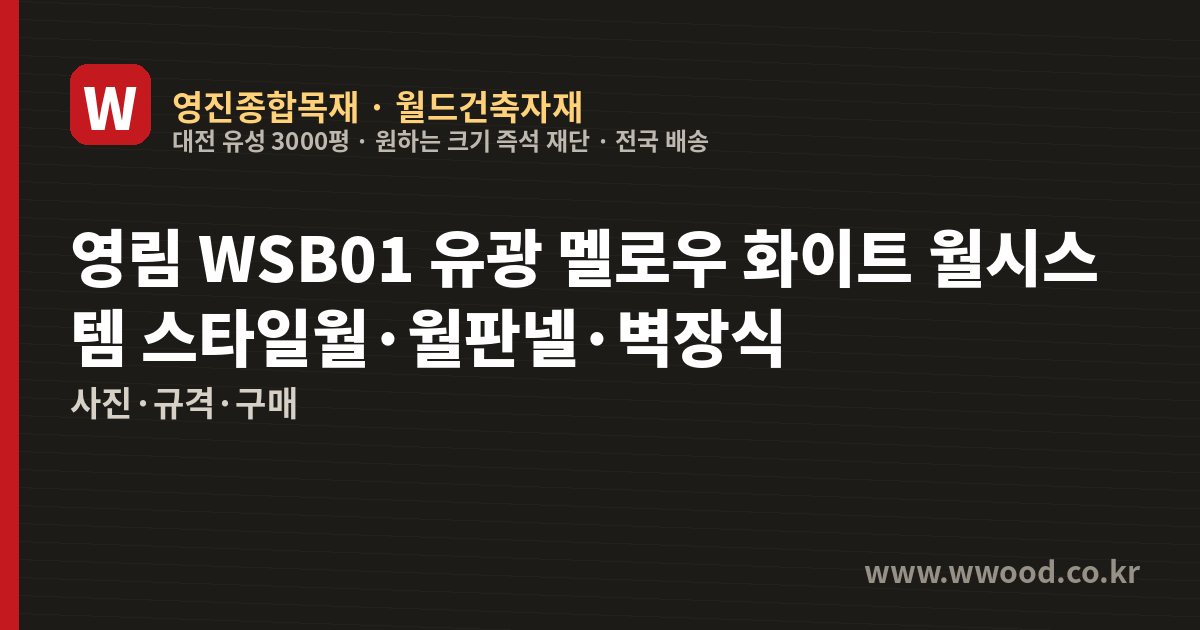 W
영진종합목재 · 월드건축자재
대전 유성 3000평 · 원하는 크기 즉석 재단 · 전국 배송
영림 WSB01 유광 멜로우 화이트 월시스
템 스타일월·월판넬·벽장식
사진·규격·구매
www.wwood.co.kr